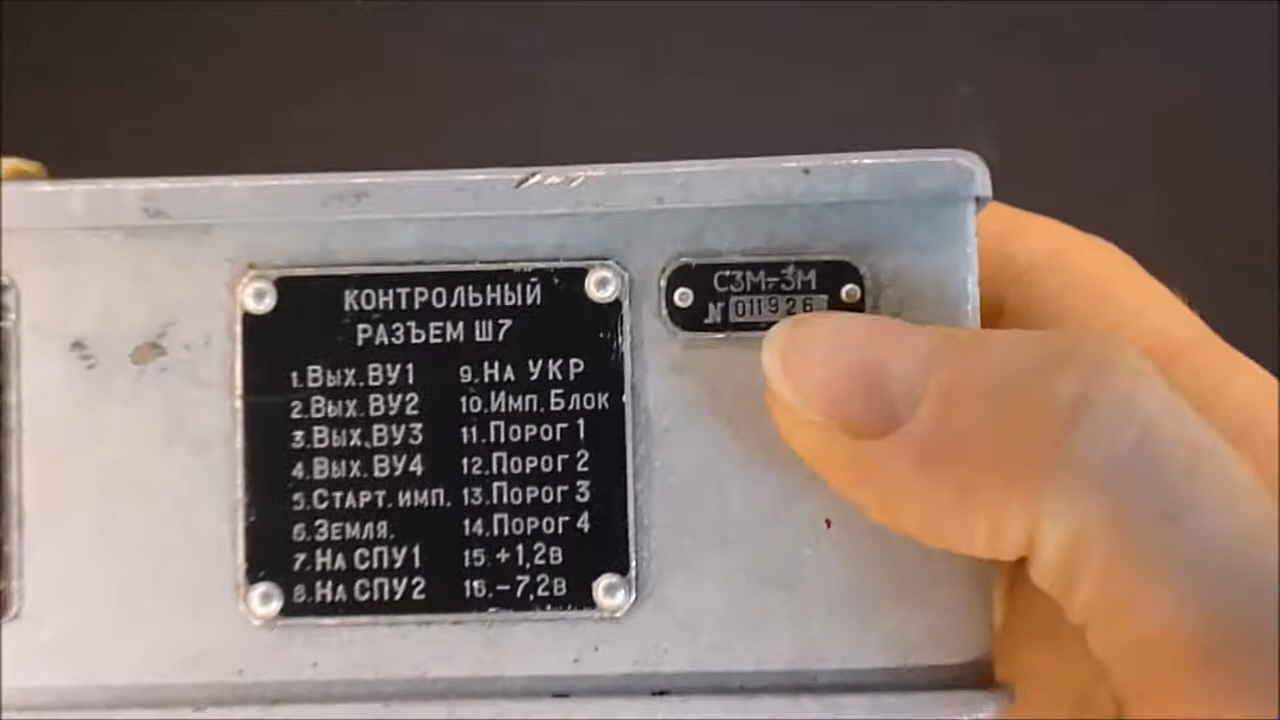 КОНТРОЛЬНЫЙ
РАЗЪЕМ Ш7
1.Вых.ВУ1
2.Вых.ВУ2
3.Вых.ВУ3
4.Вых.ВУ4
5.Старт.имп.
6.Земля.
7.На СПУ1
8.На СПУ2
9.На УКР
10.Имп.Блок
11.Порог 1
12.Порог 2
13.Порог 3
14.Порог 4
15.+1,2В
16.-7,2В
СЗМ-3М
№ 011926